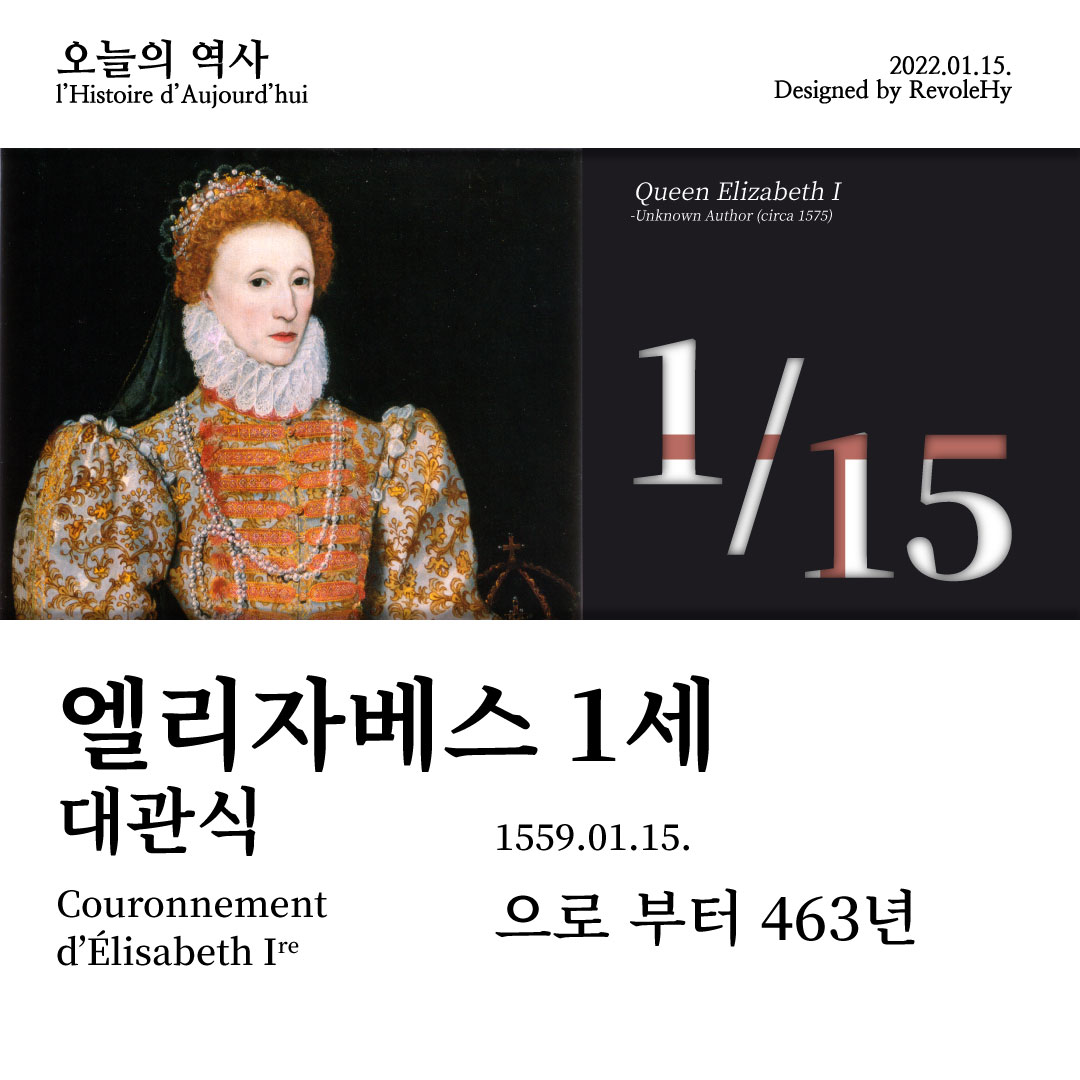 오늘의 역사
l’Histoire d’Aujourd’hui
2022.01.15.
Designed by RevoleHy
Queen Elizabeth I
-Unknown Author (circa 1575)
1/15
엘리자베스 1세
대관식
Couronnement
d’Élisabeth Iʳᵉ
1559.01.15.
으로 부터 463년